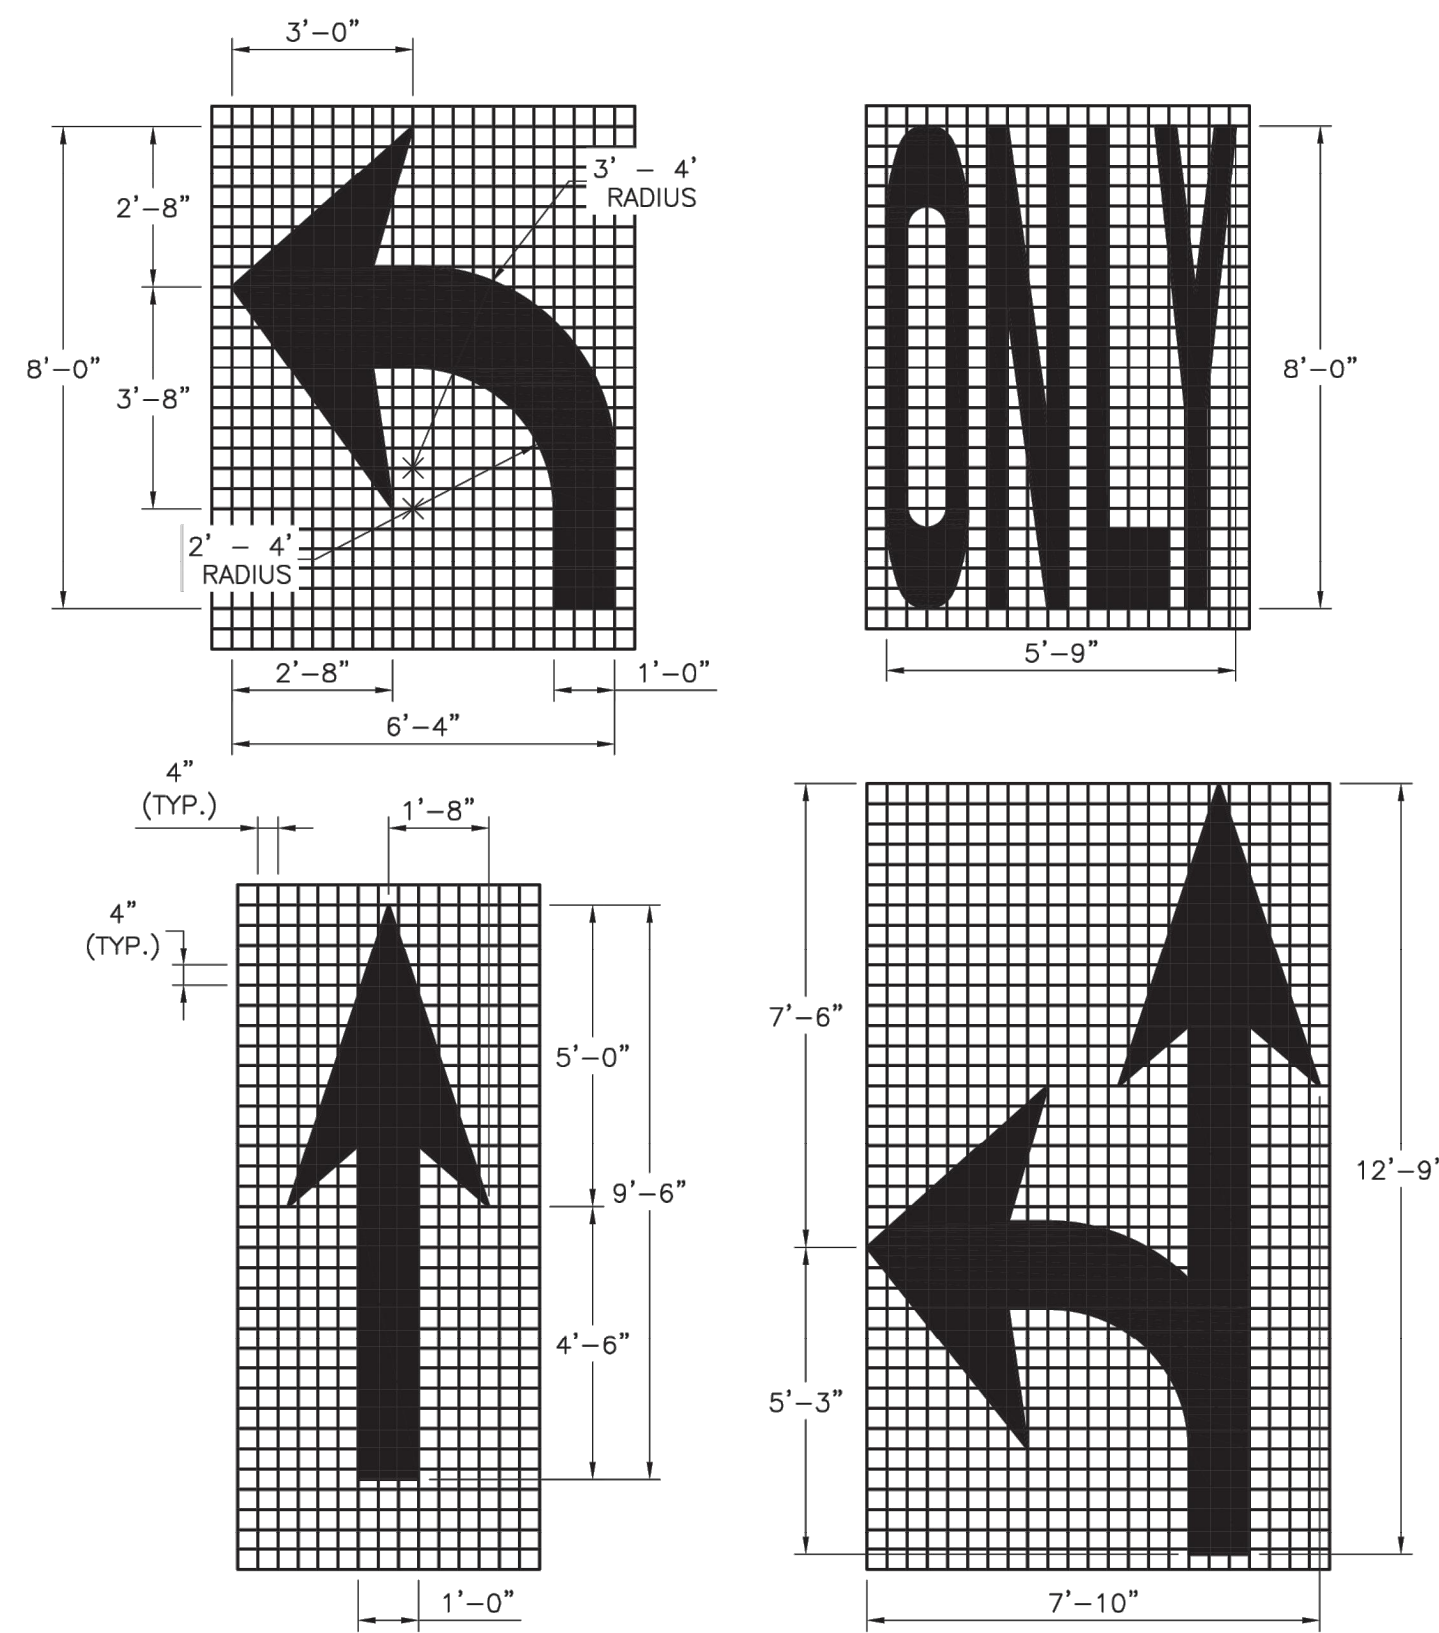 3'-0"
3' - 4'
RADIUS
2'-8"
8'-0"
3'-8"
2' - 4'
RADIUS
2'-8"
1'-0"
6'-4"
ONLY
8'-0"
5'-9"
4"
(TYP.)
1'-8"
4"
(TYP.)
5'-0"
9'-6"
4'-6"
1'-0"
7'-6"
12'-9'
5'-3"
7'-10"